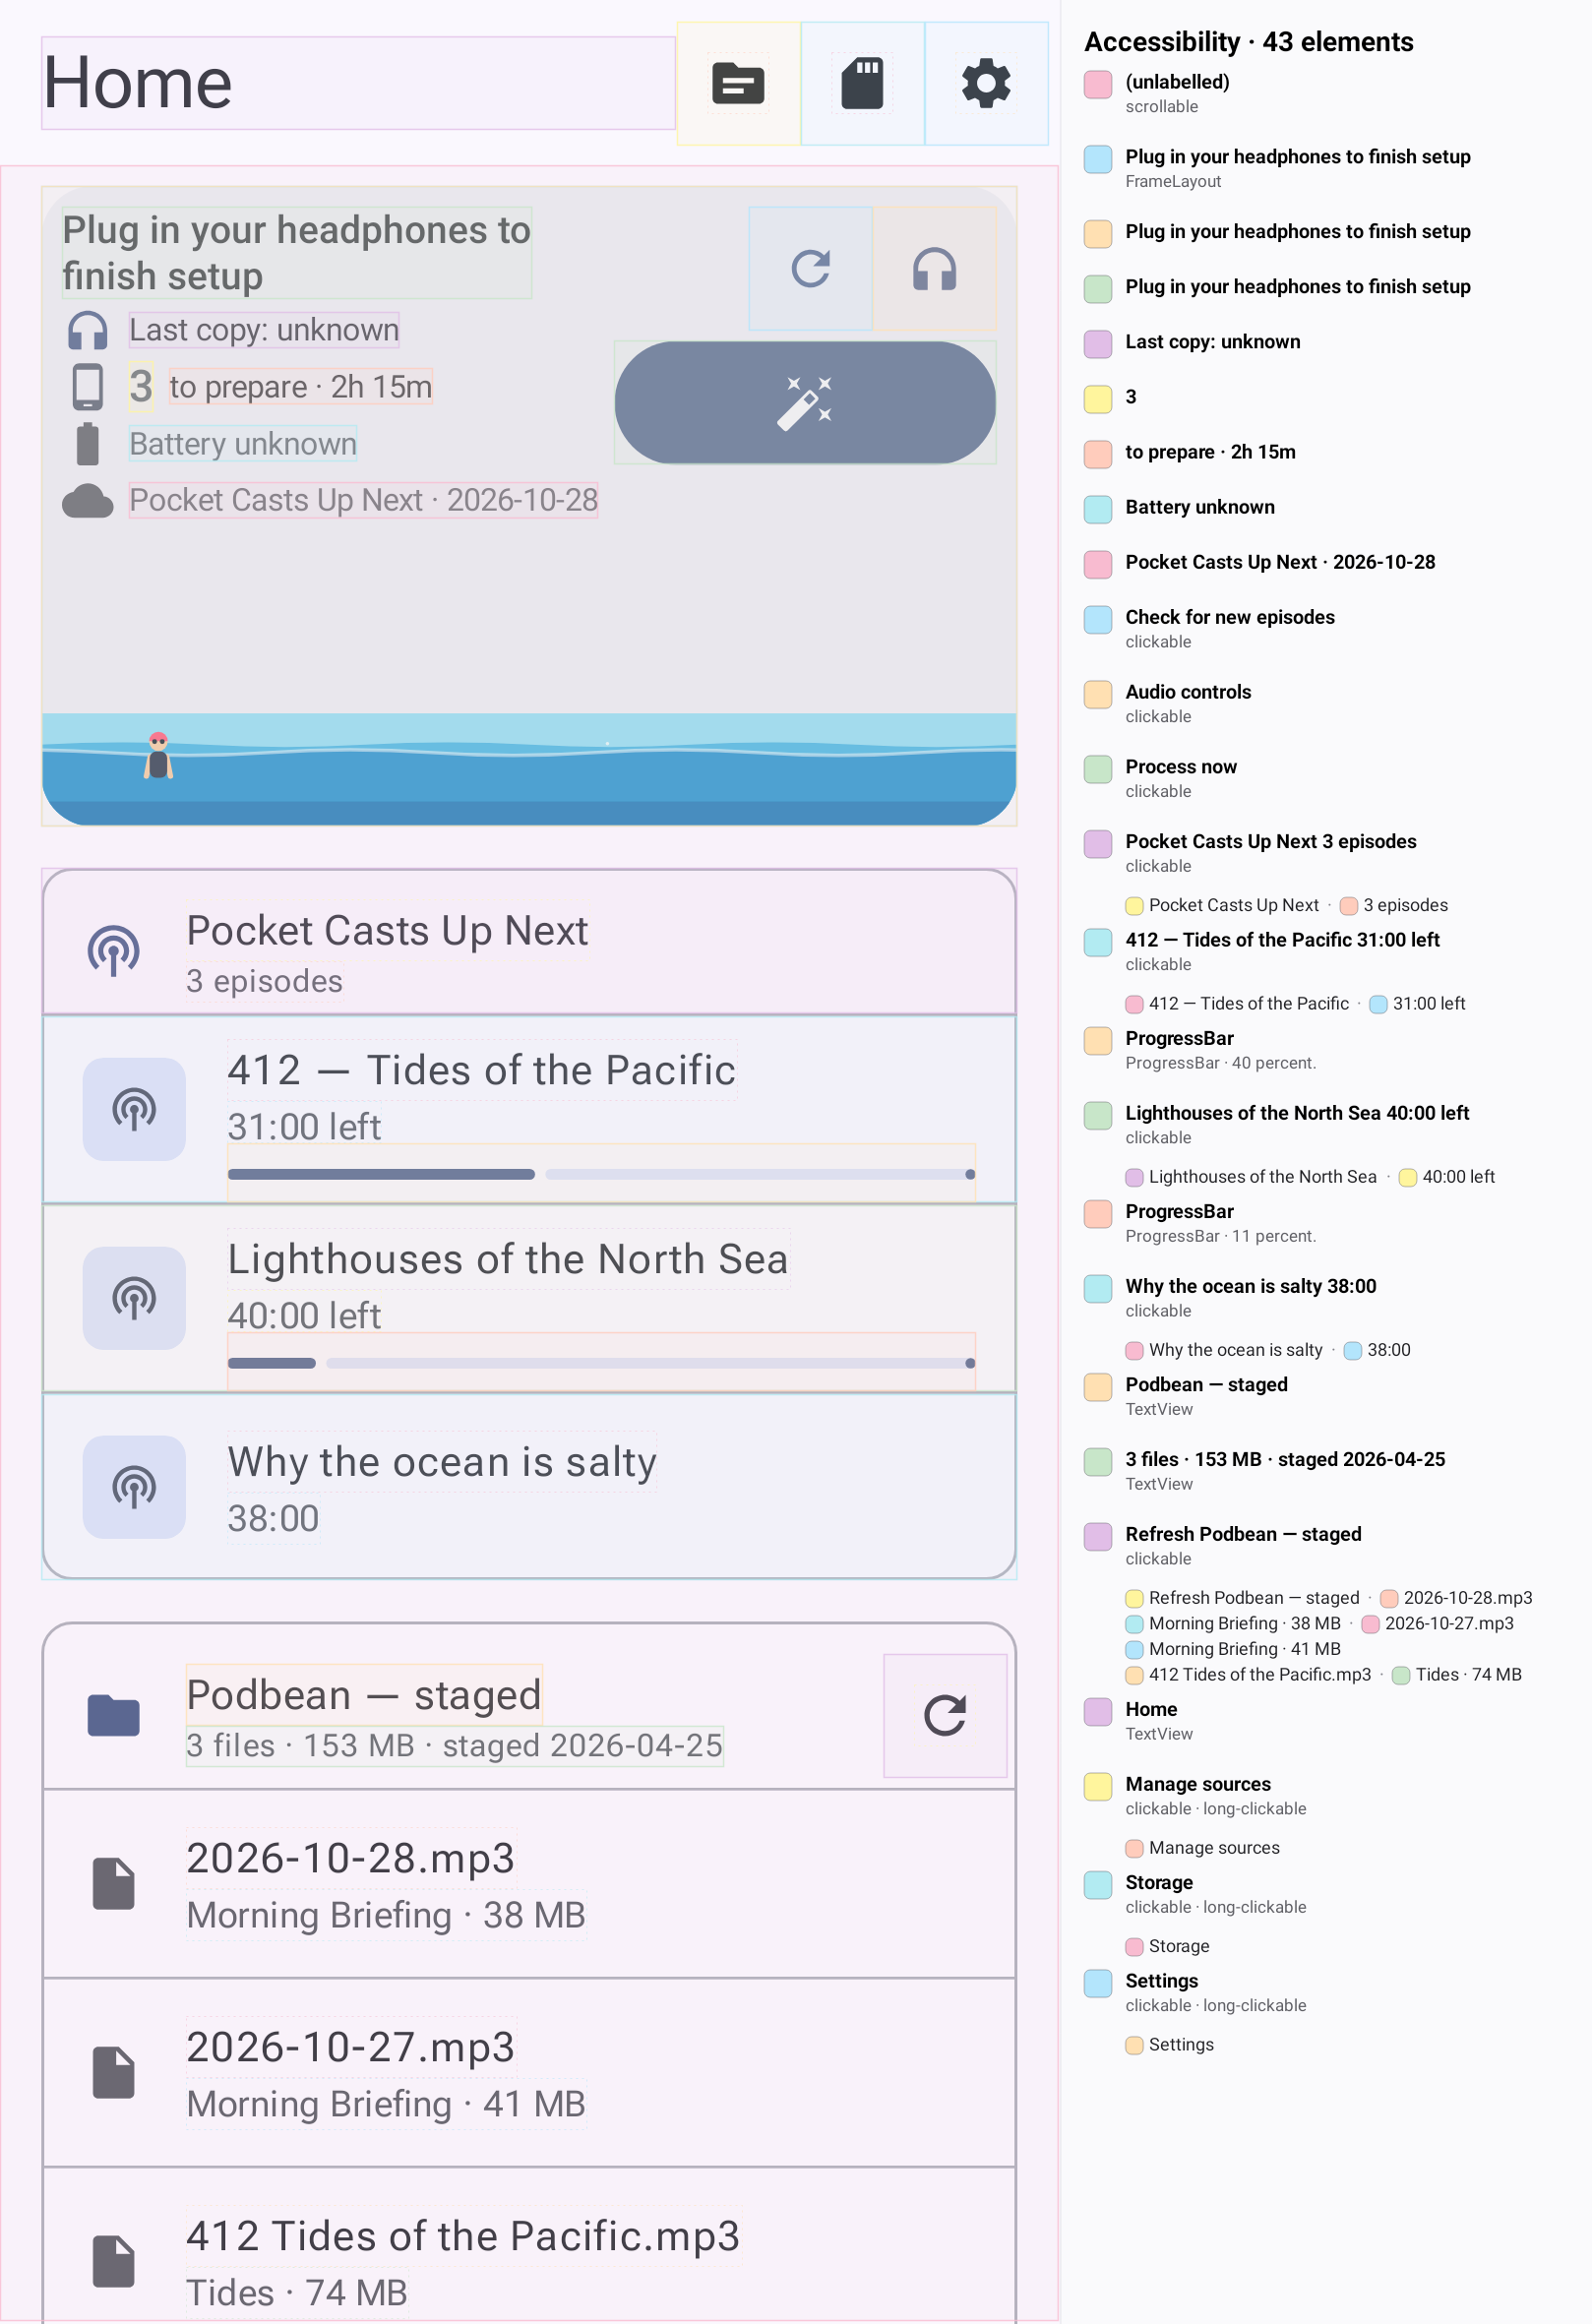 Home
Plug in your headphones to
finish setup
Last copy: unknown
3 to prepare · 2h 15m
Battery unknown
Pocket Casts Up Next · 2026-10-28
Pocket Casts Up Next
3 episodes
412 — Tides of the Pacific
31:00 left
Lighthouses of the North Sea
40:00 left
Why the ocean is salty
38:00
Podbean — staged
3 files · 153 MB · staged 2026-04-25
2026-10-28.mp3
Morning Briefing · 38 MB
2026-10-27.mp3
Morning Briefing · 41 MB
412 Tides of the Pacific.mp3
Tides · 74 MB
Accessibility · 43 elements
(unlabelled)
scrollable
Plug in your headphones to finish setup
FrameLayout
Plug in your headphones to finish setup
Plug in your headphones to finish setup
Last copy: unknown
3
to prepare · 2h 15m
Battery unknown
Pocket Casts Up Next · 2026-10-28
Check for new episodes
clickable
Audio controls
clickable
Process now
clickable
Pocket Casts Up Next 3 episodes
clickable
Pocket Casts Up Next · 3 episodes
412 — Tides of the Pacific 31:00 left
clickable
412 — Tides of the Pacific · 31:00 left
ProgressBar
ProgressBar · 40 percent.
Lighthouses of the North Sea 40:00 left
clickable
Lighthouses of the North Sea · 40:00 left
ProgressBar
ProgressBar · 11 percent.
Why the ocean is salty 38:00
clickable
Why the ocean is salty · 38:00
Podbean — staged
TextView
3 files · 153 MB · staged 2026-04-25
TextView
Refresh Podbean — staged
clickable
Refresh Podbean — staged · 2026-10-28.mp3
Morning Briefing · 38 MB · 2026-10-27.mp3
Morning Briefing · 41 MB
412 Tides of the Pacific.mp3 · Tides · 74 MB
Home
TextView
Manage sources
clickable · long-clickable
Manage sources
Storage
clickable · long-clickable
Storage
Settings
clickable · long-clickable
Settings